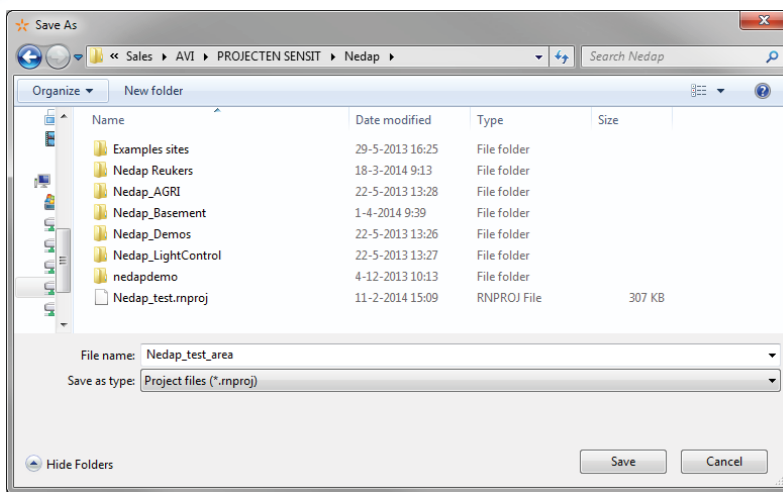 Save As
« Sales AVI PROJECTEN SENSIT Nedap Search Nedap
Organize New folder
Name Date modified Type Size
Examples sites 29-5-2013 16:25 File folder
Nedap Reukers 18-3-2014 9:13 File folder
Nedap_AGRI 22-5-2013 13:28 File folder
Nedap_Basement 1-4-2014 9:39 File folder
Nedap_Demos 22-5-2013 13:26 File folder
Nedap_LightControl 22-5-2013 13:27 File folder
nedapdemo 4-12-2013 10:13 File folder
Nedap_test.rnproj 11-2-2014 15:09 RNPROJ File 307 KB
File name: Nedap_test_area
Save as type: Project files (*.rnproj)
Hide Folders Save Cancel